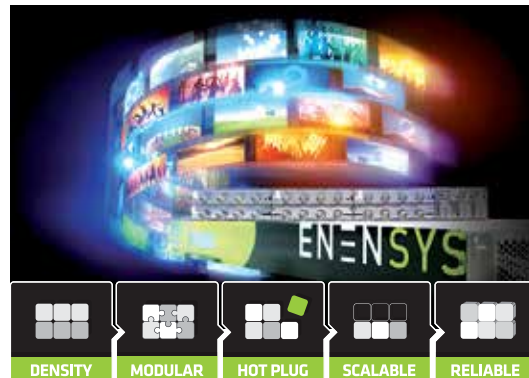 ENENSYS
DENSITY
MODULAR
HOT PLUG
SCALABLE
RELIABLE